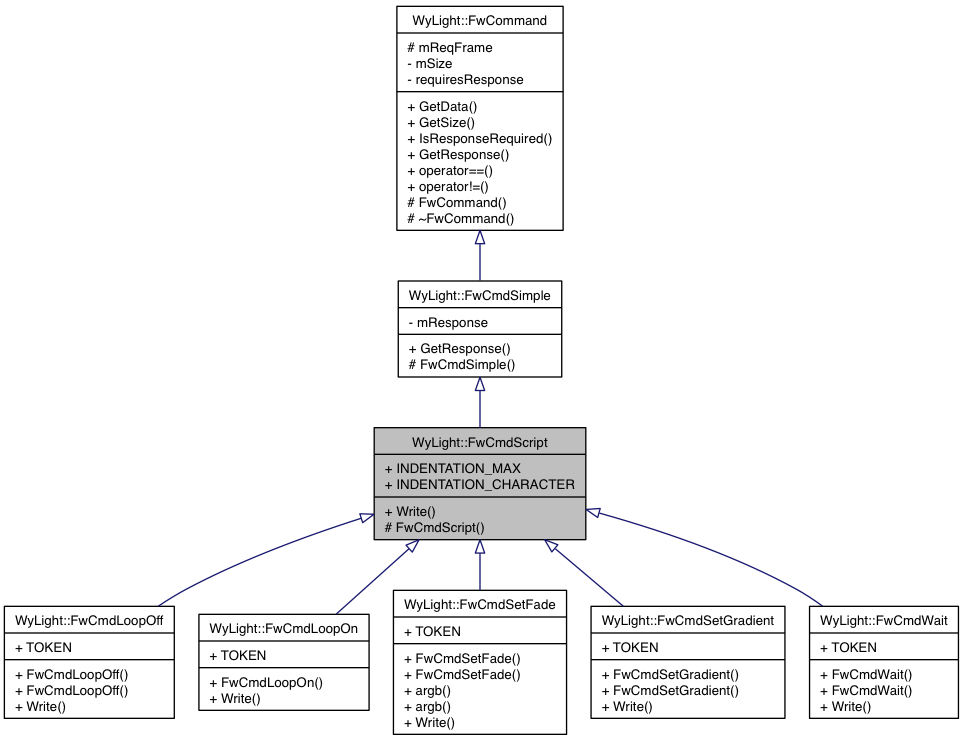 WyLight::FwCommand
# mReqFrame
- mSize
- requiresResponse
+ GetData()
+ GetSize()
+ IsResponseRequired()
+ GetResponse()
+ operator==()
+ operator!=()
# FwCommand()
# ~FwCommand()
WyLight::FwCmdSimple
- mResponse
+ GetResponse()
# FwCmdSimple()
WyLight::FwCmdScript
+ INDENTATION_MAX
+ INDENTATION_CHARACTER
+ Write()
# FwCmdScript()
WyLight::FwCmdLoopOff
+ TOKEN
+ FwCmdLoopOff()
+ FwCmdLoopOff()
+ Write()
WyLight::FwCmdLoopOn
+ TOKEN
+ FwCmdLoopOn()
+ Write()
WyLight::FwCmdSetFade
+ TOKEN
+ FwCmdSetFade()
+ FwCmdSetFade()
+ argb()
+ argb()
+ Write()
WyLight::FwCmdSetGradient
+ TOKEN
+ FwCmdSetGradient()
+ FwCmdSetGradient()
+ Write()
WyLight::FwCmdWait
+ TOKEN
+ FwCmdWait()
+ FwCmdWait()
+ Write()